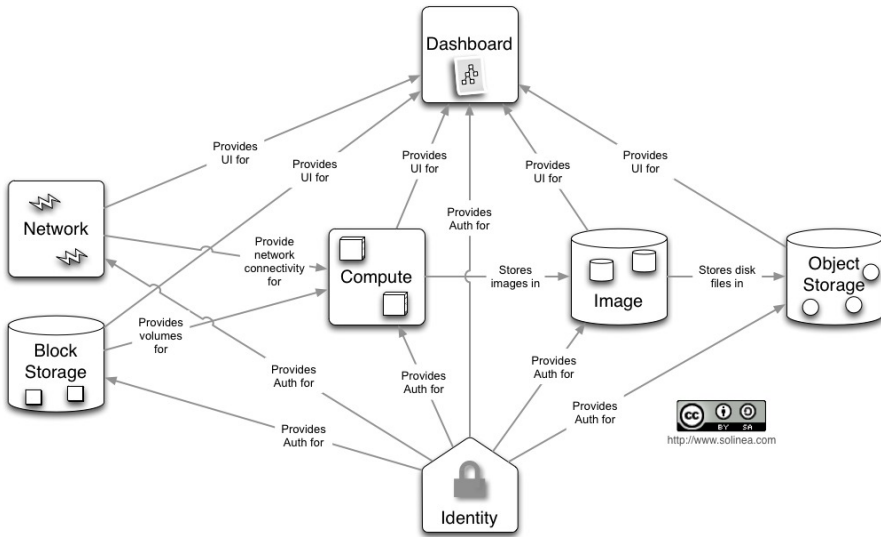 Dashboard
Provides
UI for
Provides
UI for
Provides
UI for
Provides
UI for
Provides
UI for
Network
Provides
Auth for
Provide
network
connectivity
for
Compute
Stores
images in
Image
Stores disk
files in
Object
Storage
Provides
volumes
for
Block
Storage
Provides
Auth for
Provides
Auth for
Provides
Auth for
Provides
Auth for
Provides
Auth for
cc
BY SA
http://www.solinea.com
Identity